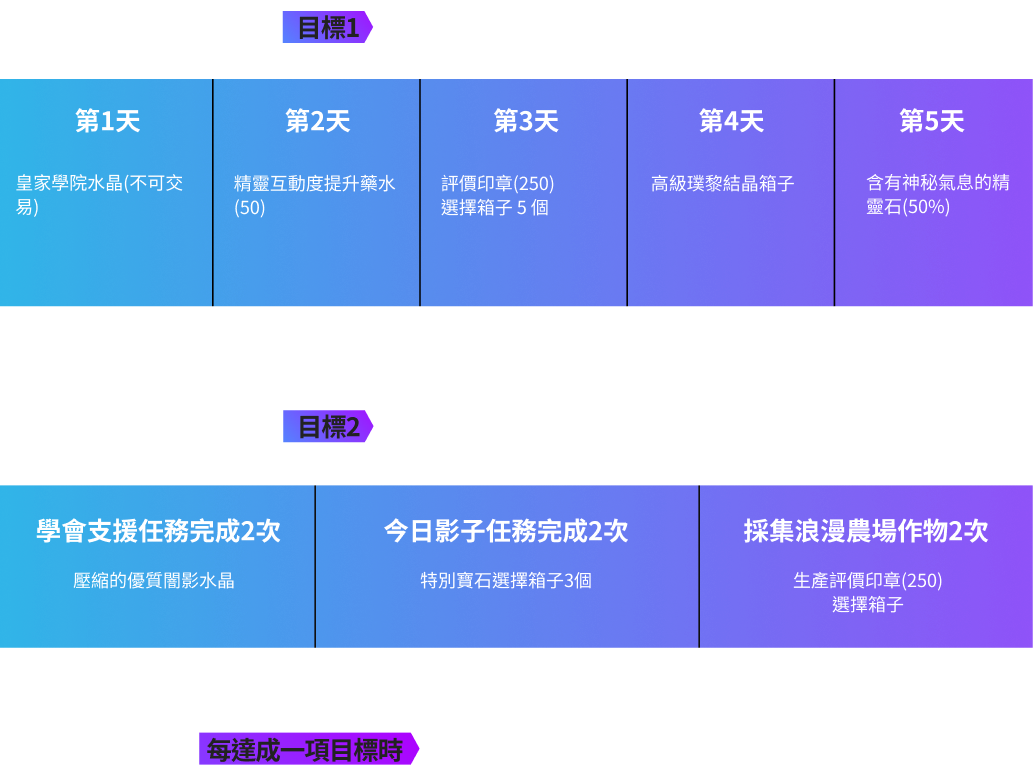 目標1
第1天
皇家學院水晶(不可交
易)
第2天
精靈互動度提升藥水
(50)
第3天
評價印章(250)
選擇箱子 5 個
第4天
高級璞黎結晶箱子
第5天
含有神秘氣息的精
靈石(50%)
目標2
學會支援任務完成2次
壓縮的優質闇影水晶
今日影子任務完成2次
特別寶石選擇箱子3個
採集浪漫農場作物2次
生產評價印章(250)
選擇箱子
每達成一項目標時